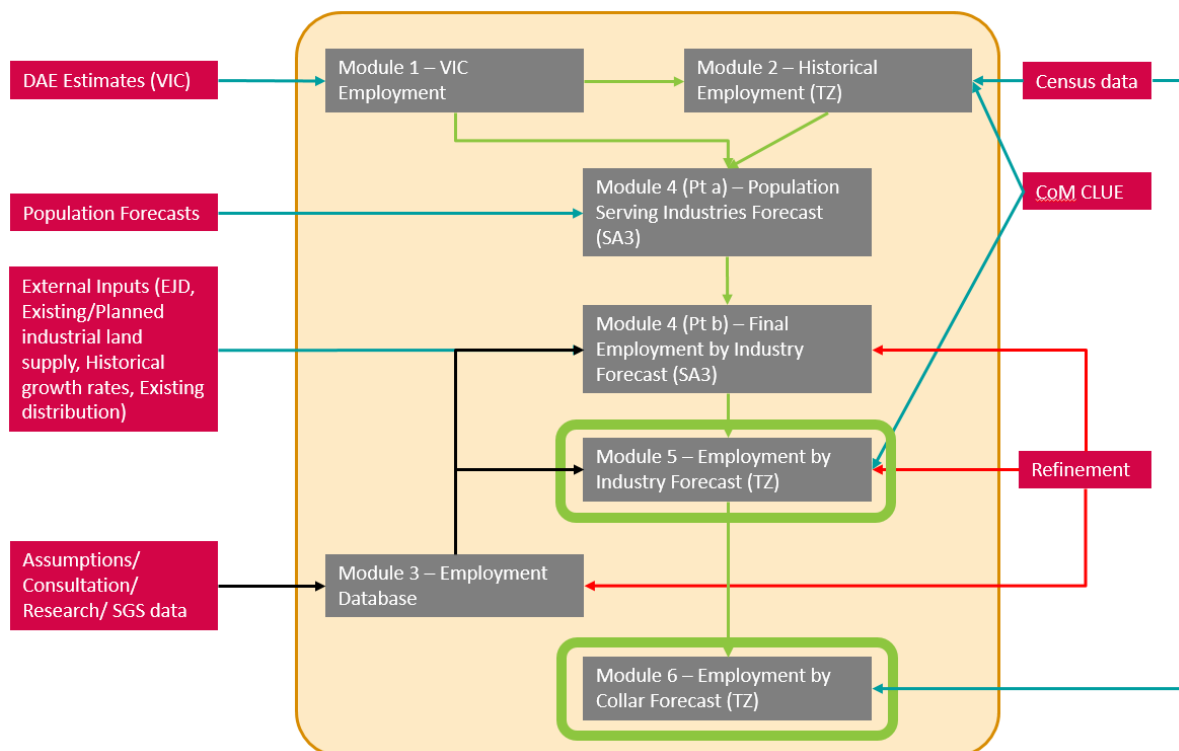 DAE Estimates (VIC)
Module 1 – VIC
Employment
Module 2 – Historical
Employment (TZ)
Census data
Population Forecasts
Module 4 (Pt a) – Population
Serving Industries Forecast
(SA3)
CoM CLUE
External Inputs (EJD,
Existing/Planned
industrial land
supply, Historical
growth rates, Existing
distribution)
Module 4 (Pt b) – Final
Employment by Industry
Forecast (SA3)
Module 5 – Employment by
Industry Forecast (TZ)
Refinement
Assumptions/
Consultation/
Research/ SGS data
Module 3 – Employment
Database
Module 6 – Employment by
Collar Forecast (TZ)